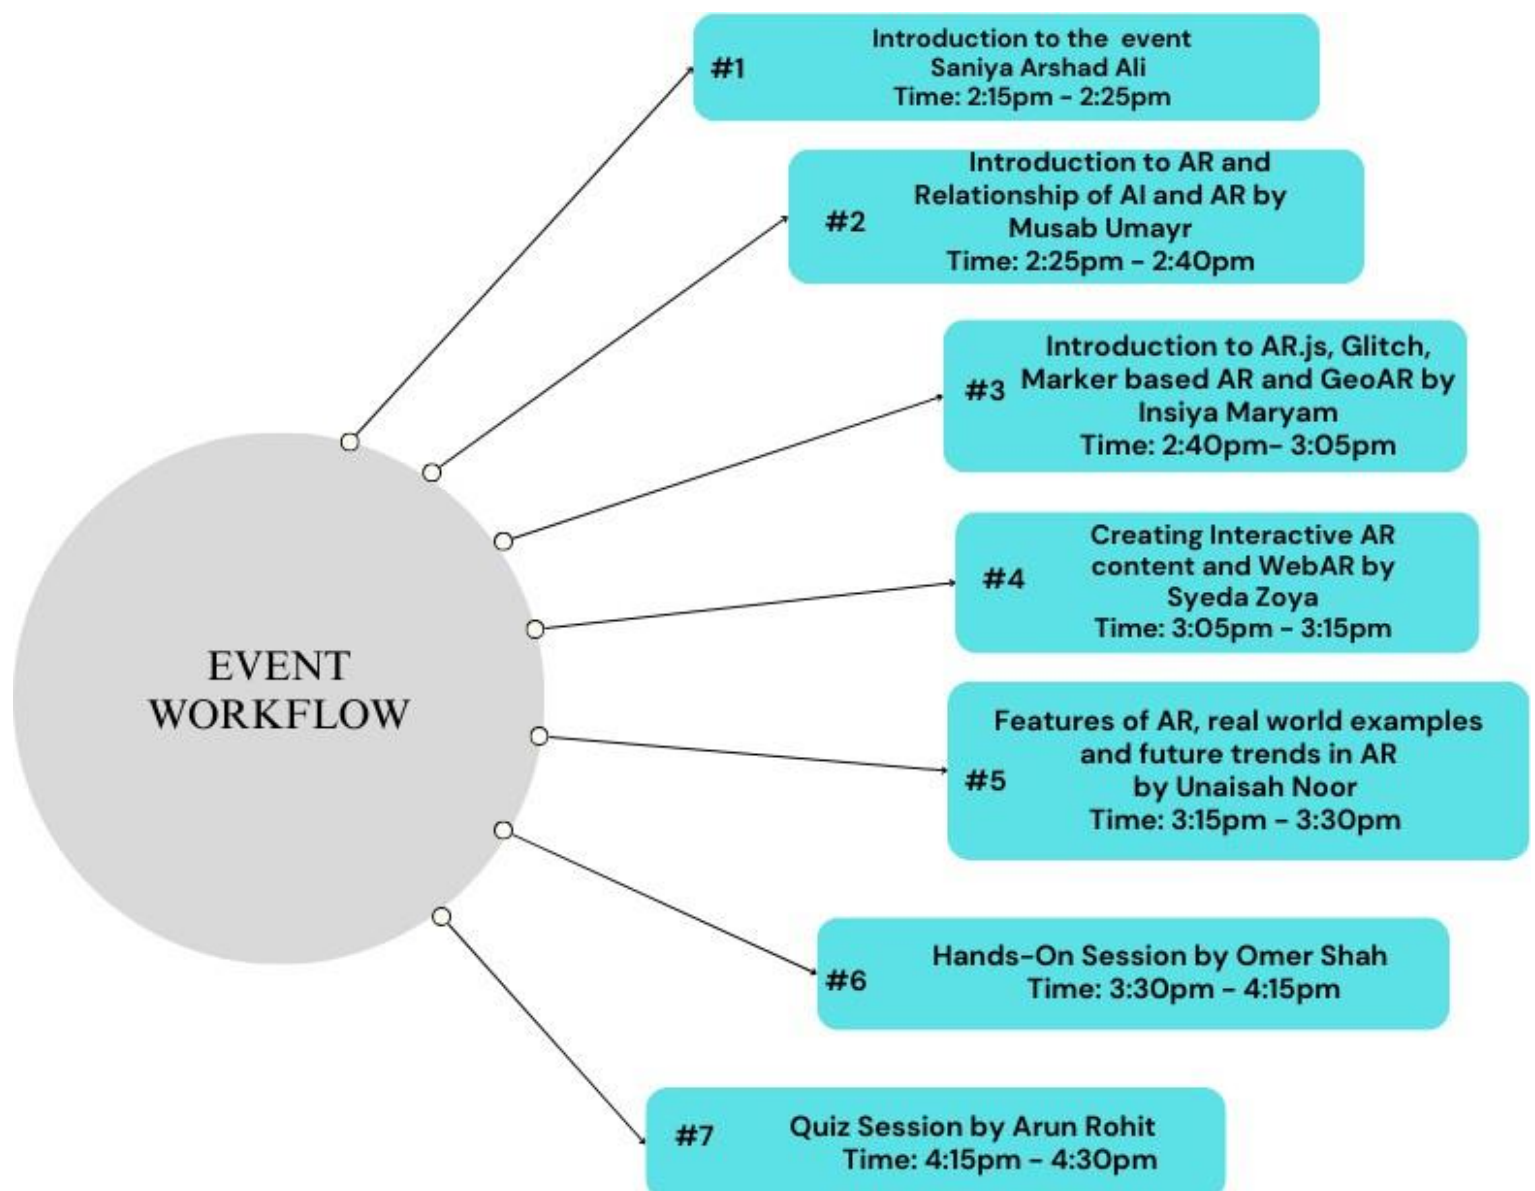 EVENT
WORKFLOW
#1
Introduction to the event
Saniya Arshad Ali
Time: 2:15pm - 2:25pm
#2
Introduction to AR and
Relationship of AI and AR by
Musab Umayr
Time: 2:25pm - 2:40pm
#3
Introduction to AR.js, Glitch,
Marker based AR and GeoAR by
Insiya Maryam
Time: 2:40pm- 3:05pm
#4
Creating Interactive AR
content and WebAR by
Syeda Zoya
Time: 3:05pm - 3:15pm
#5
Features of AR, real world examples
and future trends in AR
by Unaisah Noor
Time: 3:15pm - 3:30pm
#6
Hands-On Session by Omer Shah
Time: 3:30pm - 4:15pm
#7
Quiz Session by Arun Rohit
Time: 4:15pm - 4:30pm